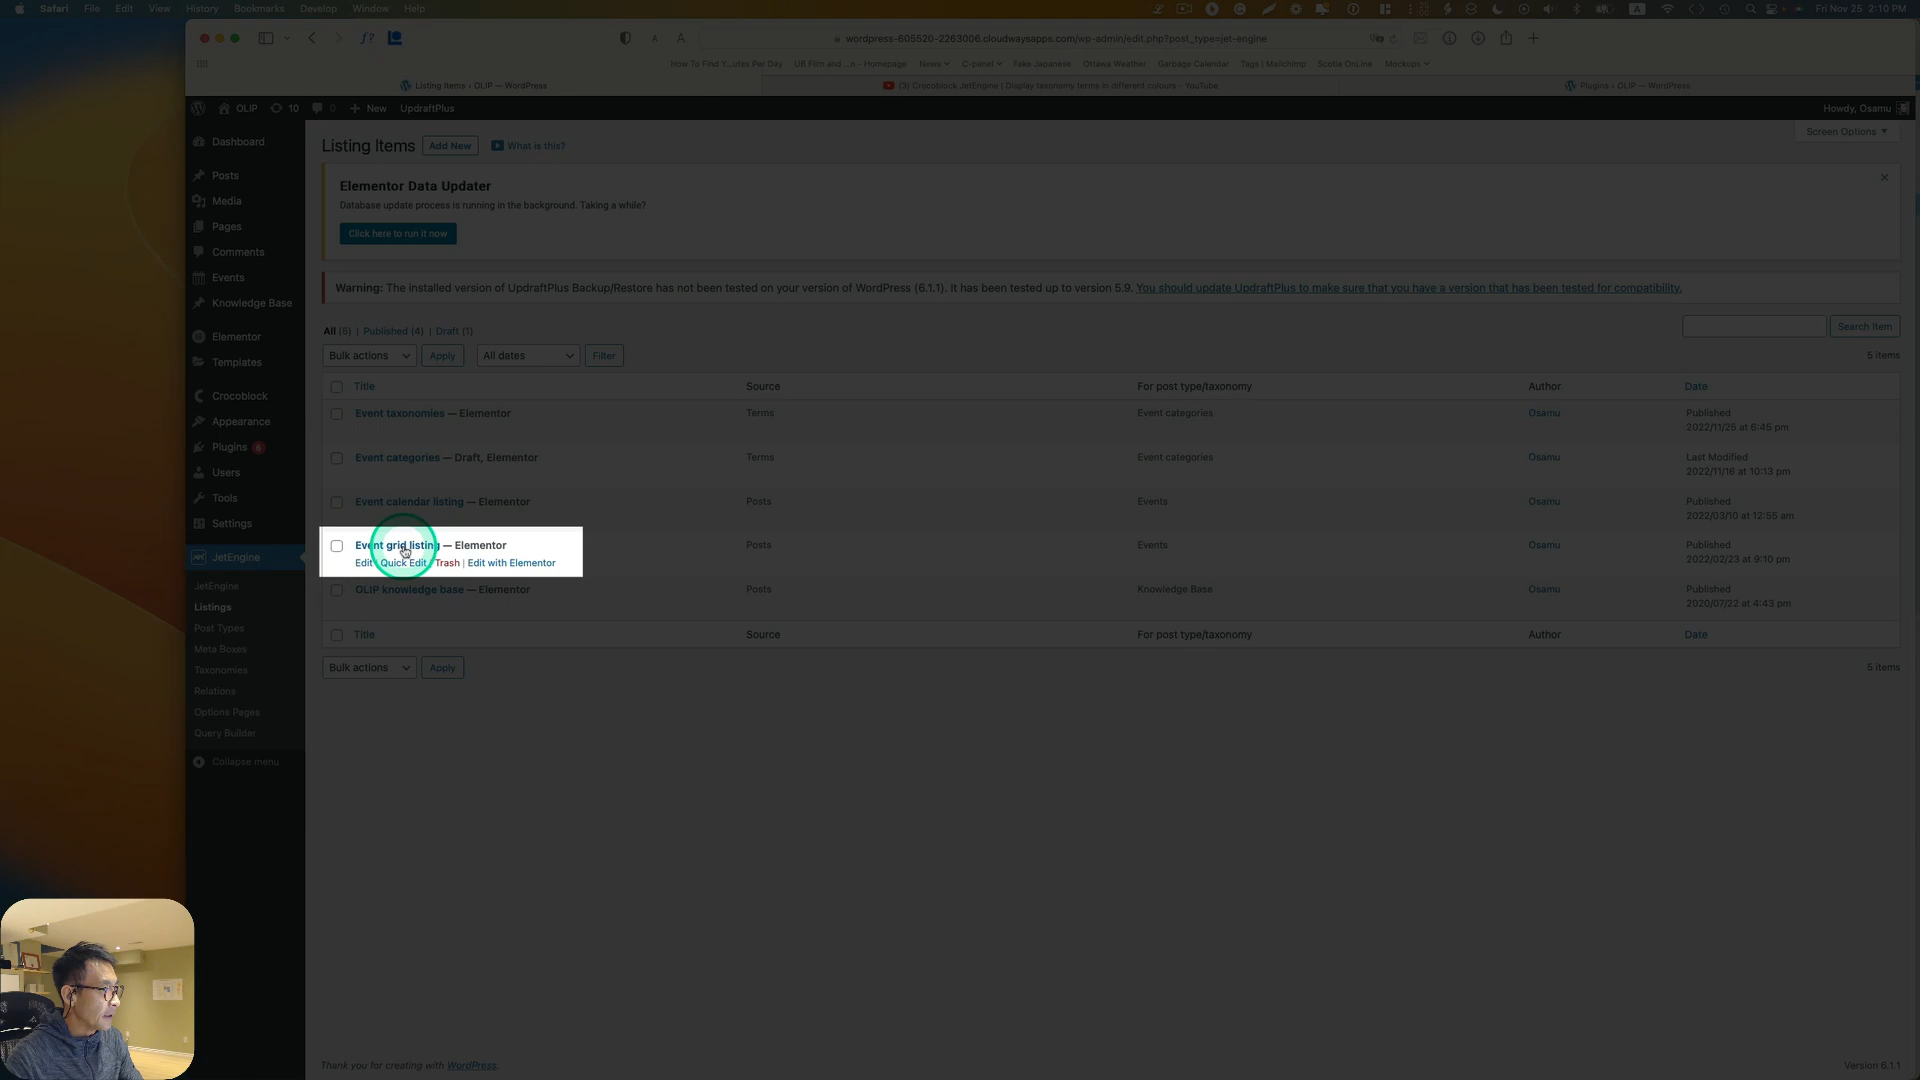 Safari File Edit View History Bookmarks Develop Window Help
Fri Nov 25 2:10 PM
wordpress-605520-2263006.cloudwaysapps.com/wp-admin/edit.php?post_type=jet-engine
How To Find Y...utes Per Day UB Film and ...n - Homepage News C-panel Fake Japanese Ottawa Weather Garbage Calendar Tags | Mailchimp Scotia OnLine Mockups
Listing Items ‹ OLIP — WordPress
(3) Crocoblock JetEngine | Display taxonomy terms in different colours - YouTube
Plugins ‹ OLIP — WordPress
OLIP 10 0 New UpdraftPlus
Howdy, Osamu
Dashboard
Posts
Media
Pages
Comments
Events
Knowledge Base
Elementor
Templates
Crocoblock
Appearance
Plugins 6
Users
Tools
Settings
JetEngine
JetEngine
Listings
Post Types
Meta Boxes
Taxonomies
Relations
Options Pages
Query Builder
Collapse menu
Screen Options
Listing Items Add New What is this?
Elementor Data Updater
Database update process is running in the background. Taking a while?
Click here to run it now
Warning: The installed version of UpdraftPlus Backup/Restore has not been tested on your version of WordPress (6.1.1). It has been tested up to version 5.9. You should update UpdraftPlus to make sure that you have a version that has been tested for compatibility.
All (5) | Published (4) | Draft (1)
Search Item
Bulk actions Apply All dates Filter
5 items
Title Source For post type/taxonomy Author Date
Event taxonomies — Elementor Terms Event categories Osamu Published
2022/11/25 at 6:45 pm
Event categories — Draft, Elementor Terms Event categories Osamu Last Modified
2022/11/16 at 10:13 pm
Event calendar listing — Elementor Posts Events Osamu Published
2022/03/10 at 12:55 am
Event grid listing — Elementor Posts Events Osamu Published
Edit | Quick Edit | Trash | Edit with Elementor
2022/02/23 at 9:10 pm
OLIP knowledge base — Elementor Posts Knowledge Base Osamu Published
2020/07/22 at 4:43 pm
Title Source For post type/taxonomy Author Date
Bulk actions Apply
5 items
Thank you for creating with WordPress.
Version 6.1.1